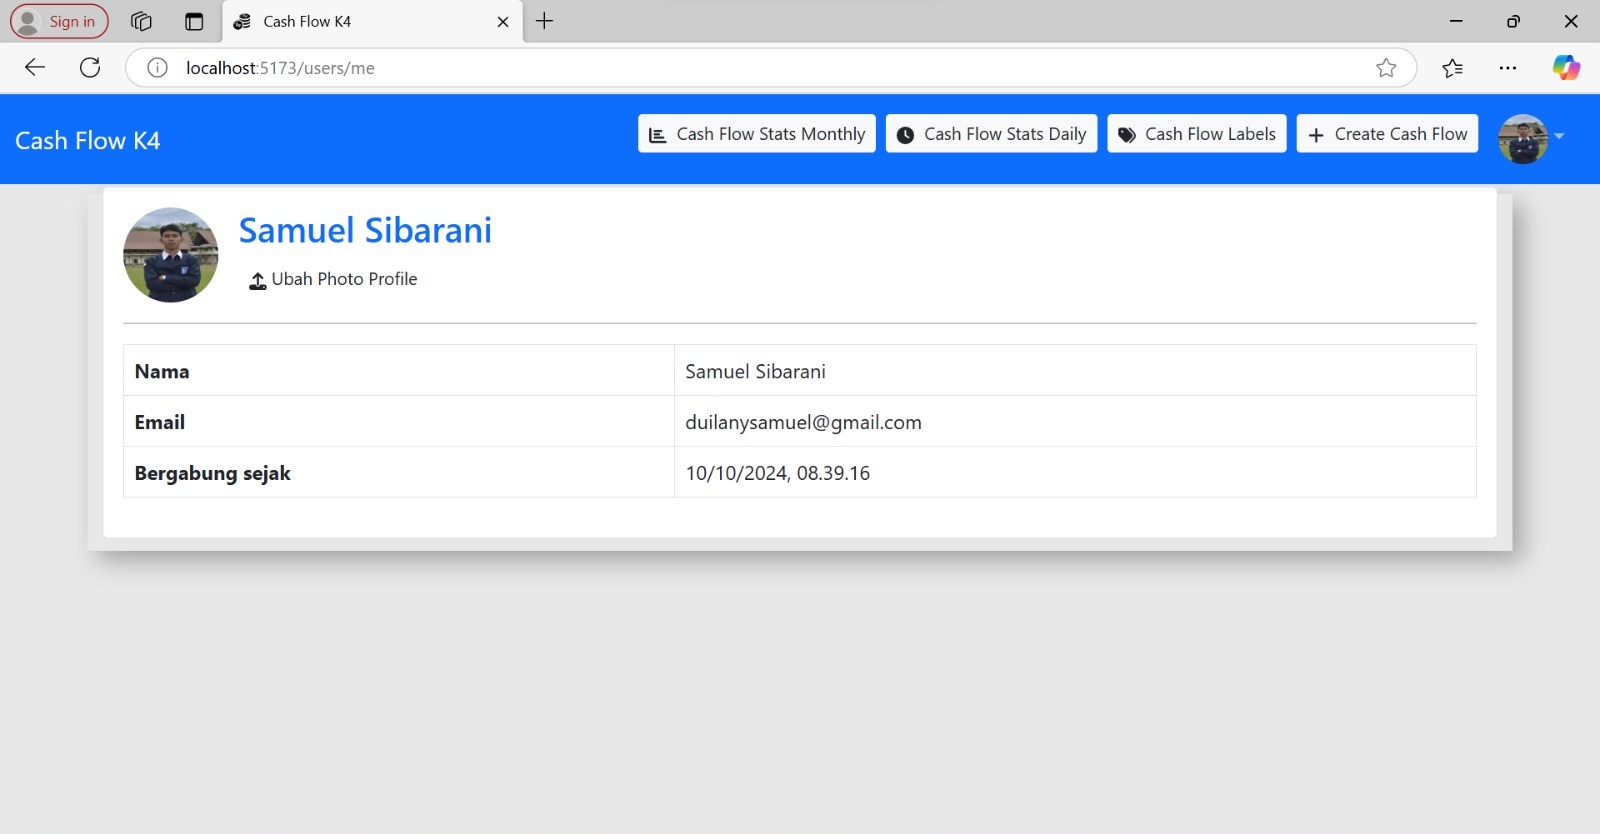 Sign in
Cash Flow K4
localhost:5173/users/me
Cash Flow K4
Cash Flow Stats Monthly
Cash Flow Stats Daily
Cash Flow Labels
Create Cash Flow
Samuel Sibarani
Ubah Photo Profile
Nama Samuel Sibarani
Email duilanysamuel@gmail.com
Bergabung sejak 10/10/2024, 08.39.16